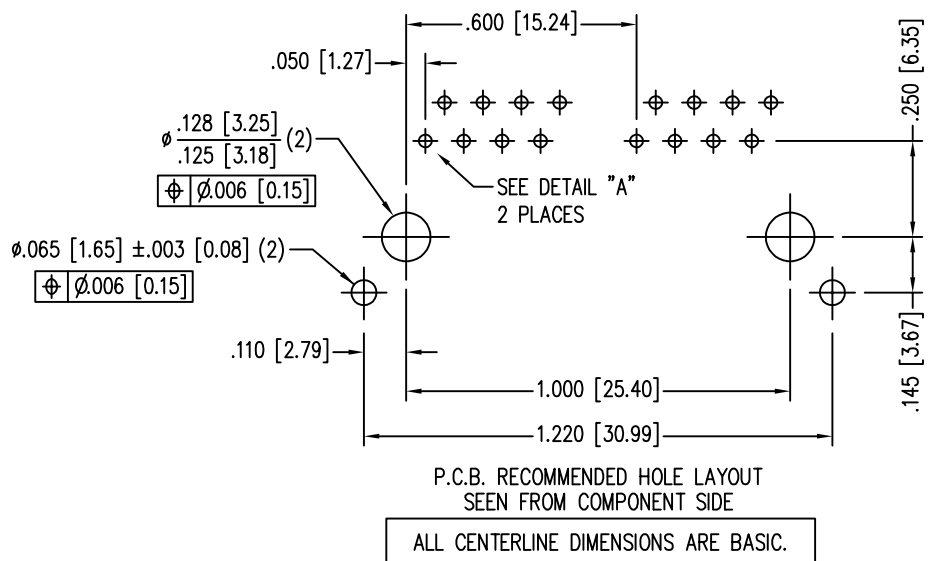 .600 [15.24]
.050 [1.27]
.250 [6.35]
ø .128 [3.25] (2)
.125 [3.18]
⌖ Ø.006 [0.15]
SEE DETAIL "A"
2 PLACES
ø.065 [1.65] ±.003 [0.08] (2)
⌖ Ø.006 [0.15]
.110 [2.79]
.145 [3.67]
1.000 [25.40]
1.220 [30.99]
P.C.B. RECOMMENDED HOLE LAYOUT
SEEN FROM COMPONENT SIDE
ALL CENTERLINE DIMENSIONS ARE BASIC.